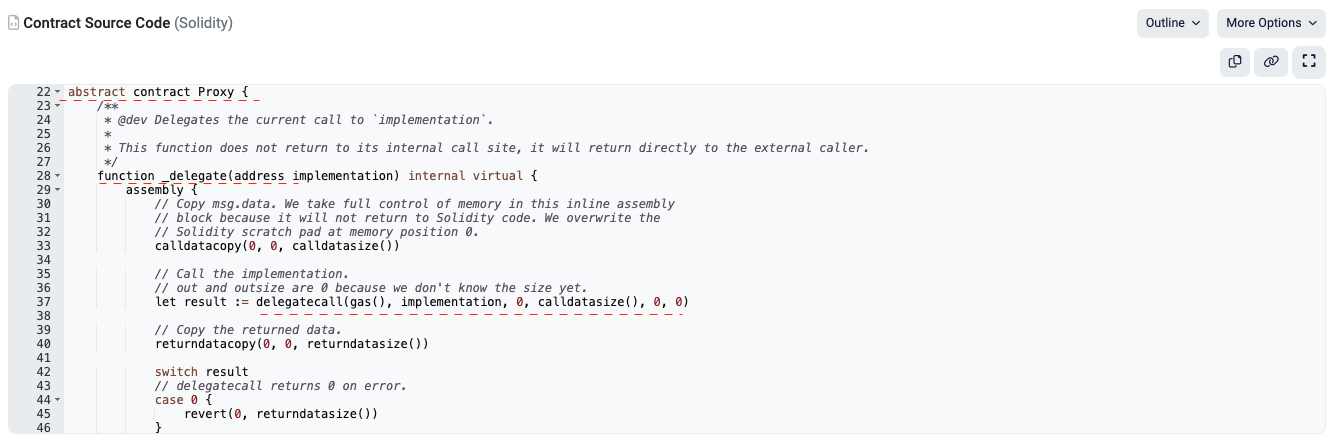 Contract Source Code (Solidity)
Outline
More Options
22 abstract contract Proxy {
23 /**
24 * @dev Delegates the current call to `implementation`.
25 *
26 * This function does not return to its internal call site, it will return directly to the external caller.
27 */
28 function _delegate(address implementation) internal virtual {
29 assembly {
30 // Copy msg.data. We take full control of memory in this inline assembly
31 // block because it will not return to Solidity code. We overwrite the
32 // Solidity scratch pad at memory position 0.
33 calldatacopy(0, 0, calldatasize())
34
35 // Call the implementation.
36 // out and outsize are 0 because we don't know the size yet.
37 let result := delegatecall(gas(), implementation, 0, calldatasize(), 0, 0)
38
39 // Copy the returned data.
40 returndatacopy(0, 0, returndatasize())
41
42 switch result
43 // delegatecall returns 0 on error.
44 case 0 {
45 revert(0, returndatasize())
46 }